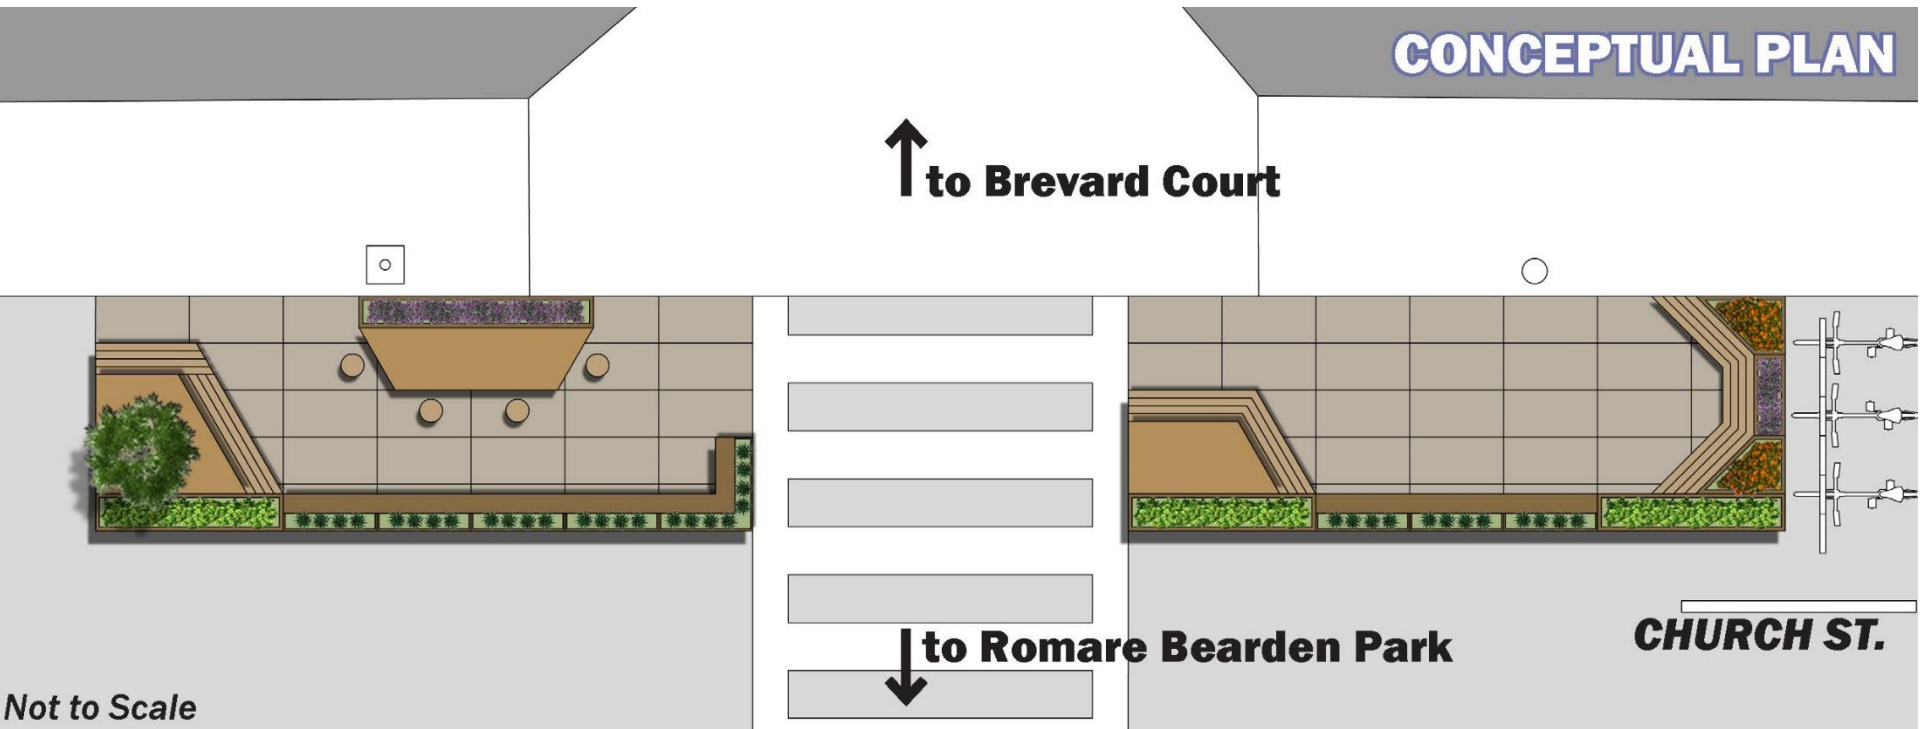 CONCEPTUAL PLAN
to Brevard Court
to Romare Bearden Park
CHURCH ST.
Not to Scale